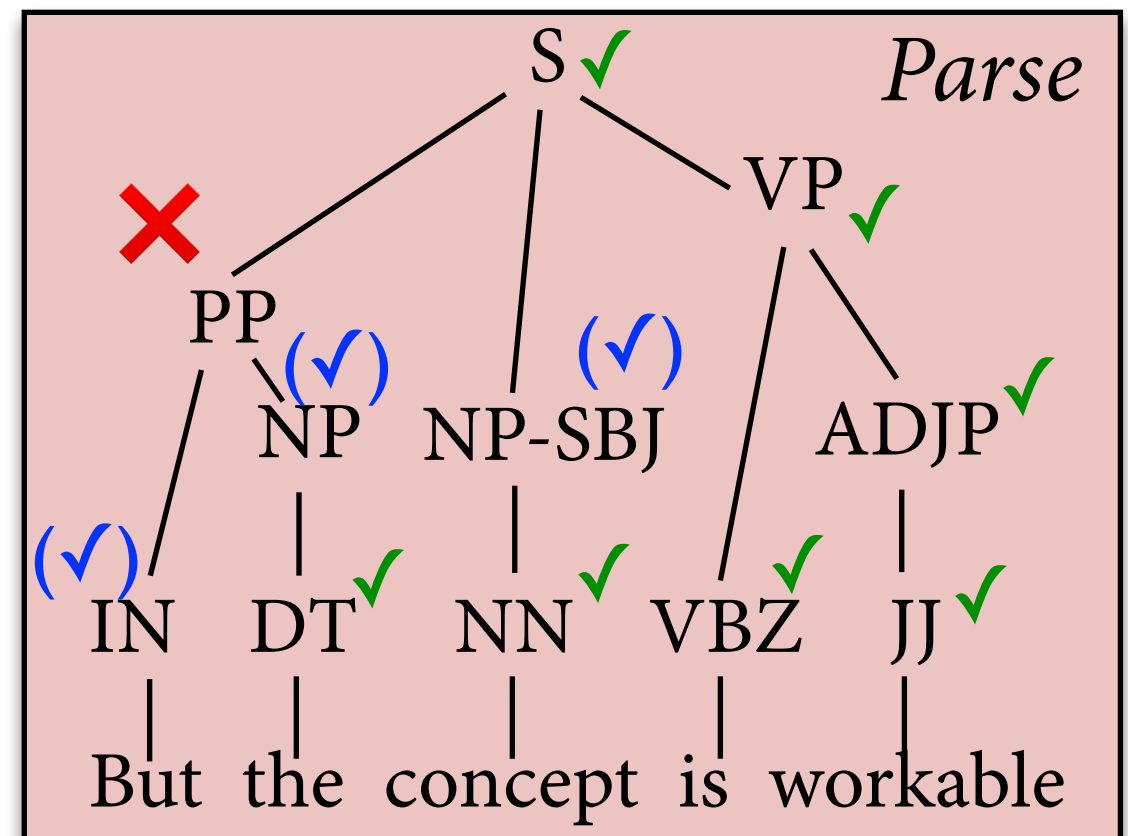 S
Parse
VP
PP
(✓)
(✓)
NP NP-SBJ ADJP
(✓)
IN DT NN VBZ JJ
But the concept is workable